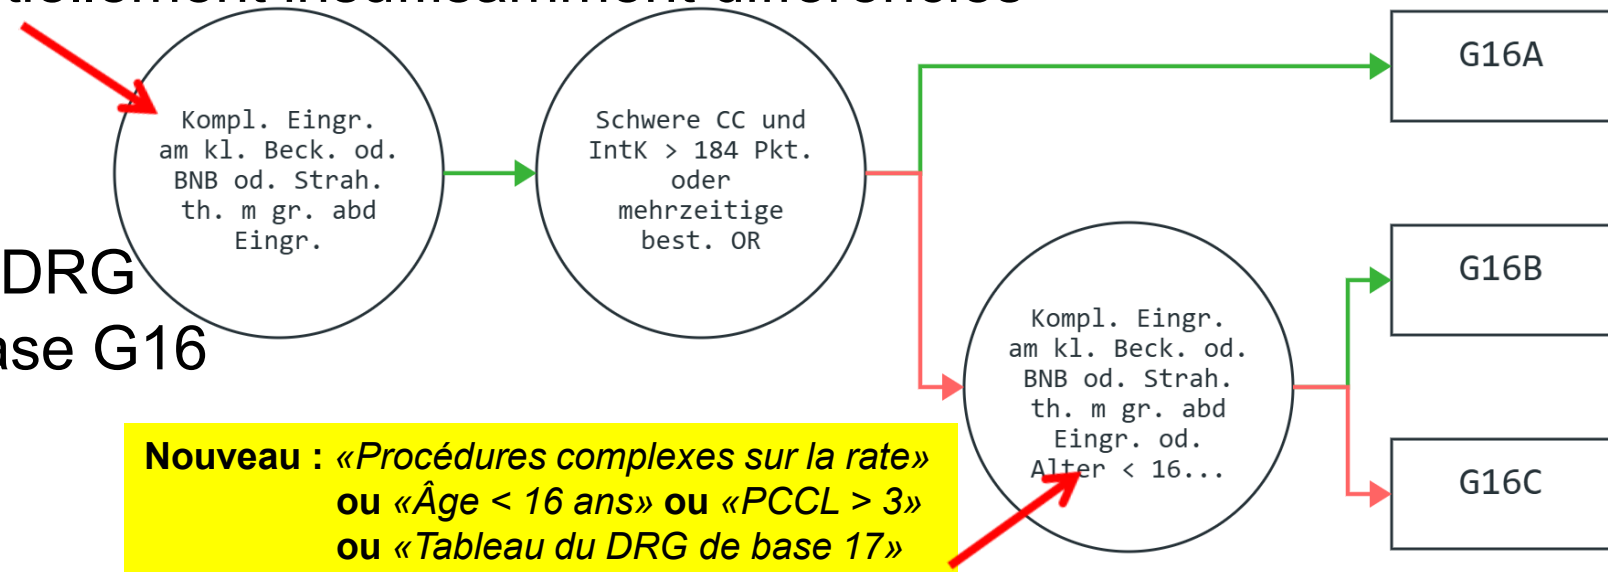 insuffisamment différenciés
Kompl. Eingr.
am kl. Beck. od.
BNB od. Strah.
th. m gr. abd
Eingr.
Schwere CC und
IntK > 184 Pkt.
oder
mehrzeitige
best. OR
G16A
DRG
G16
G16B
Kompl. Eingr.
am kl. Beck. od.
BNB od. Strah.
th. m gr. abd
Eingr. od.
Alter < 16...
G16C
Nouveau : «Procédures complexes sur la rate»
ou «Âge < 16 ans» ou «PCCL > 3»
ou «Tableau du DRG de base 17»